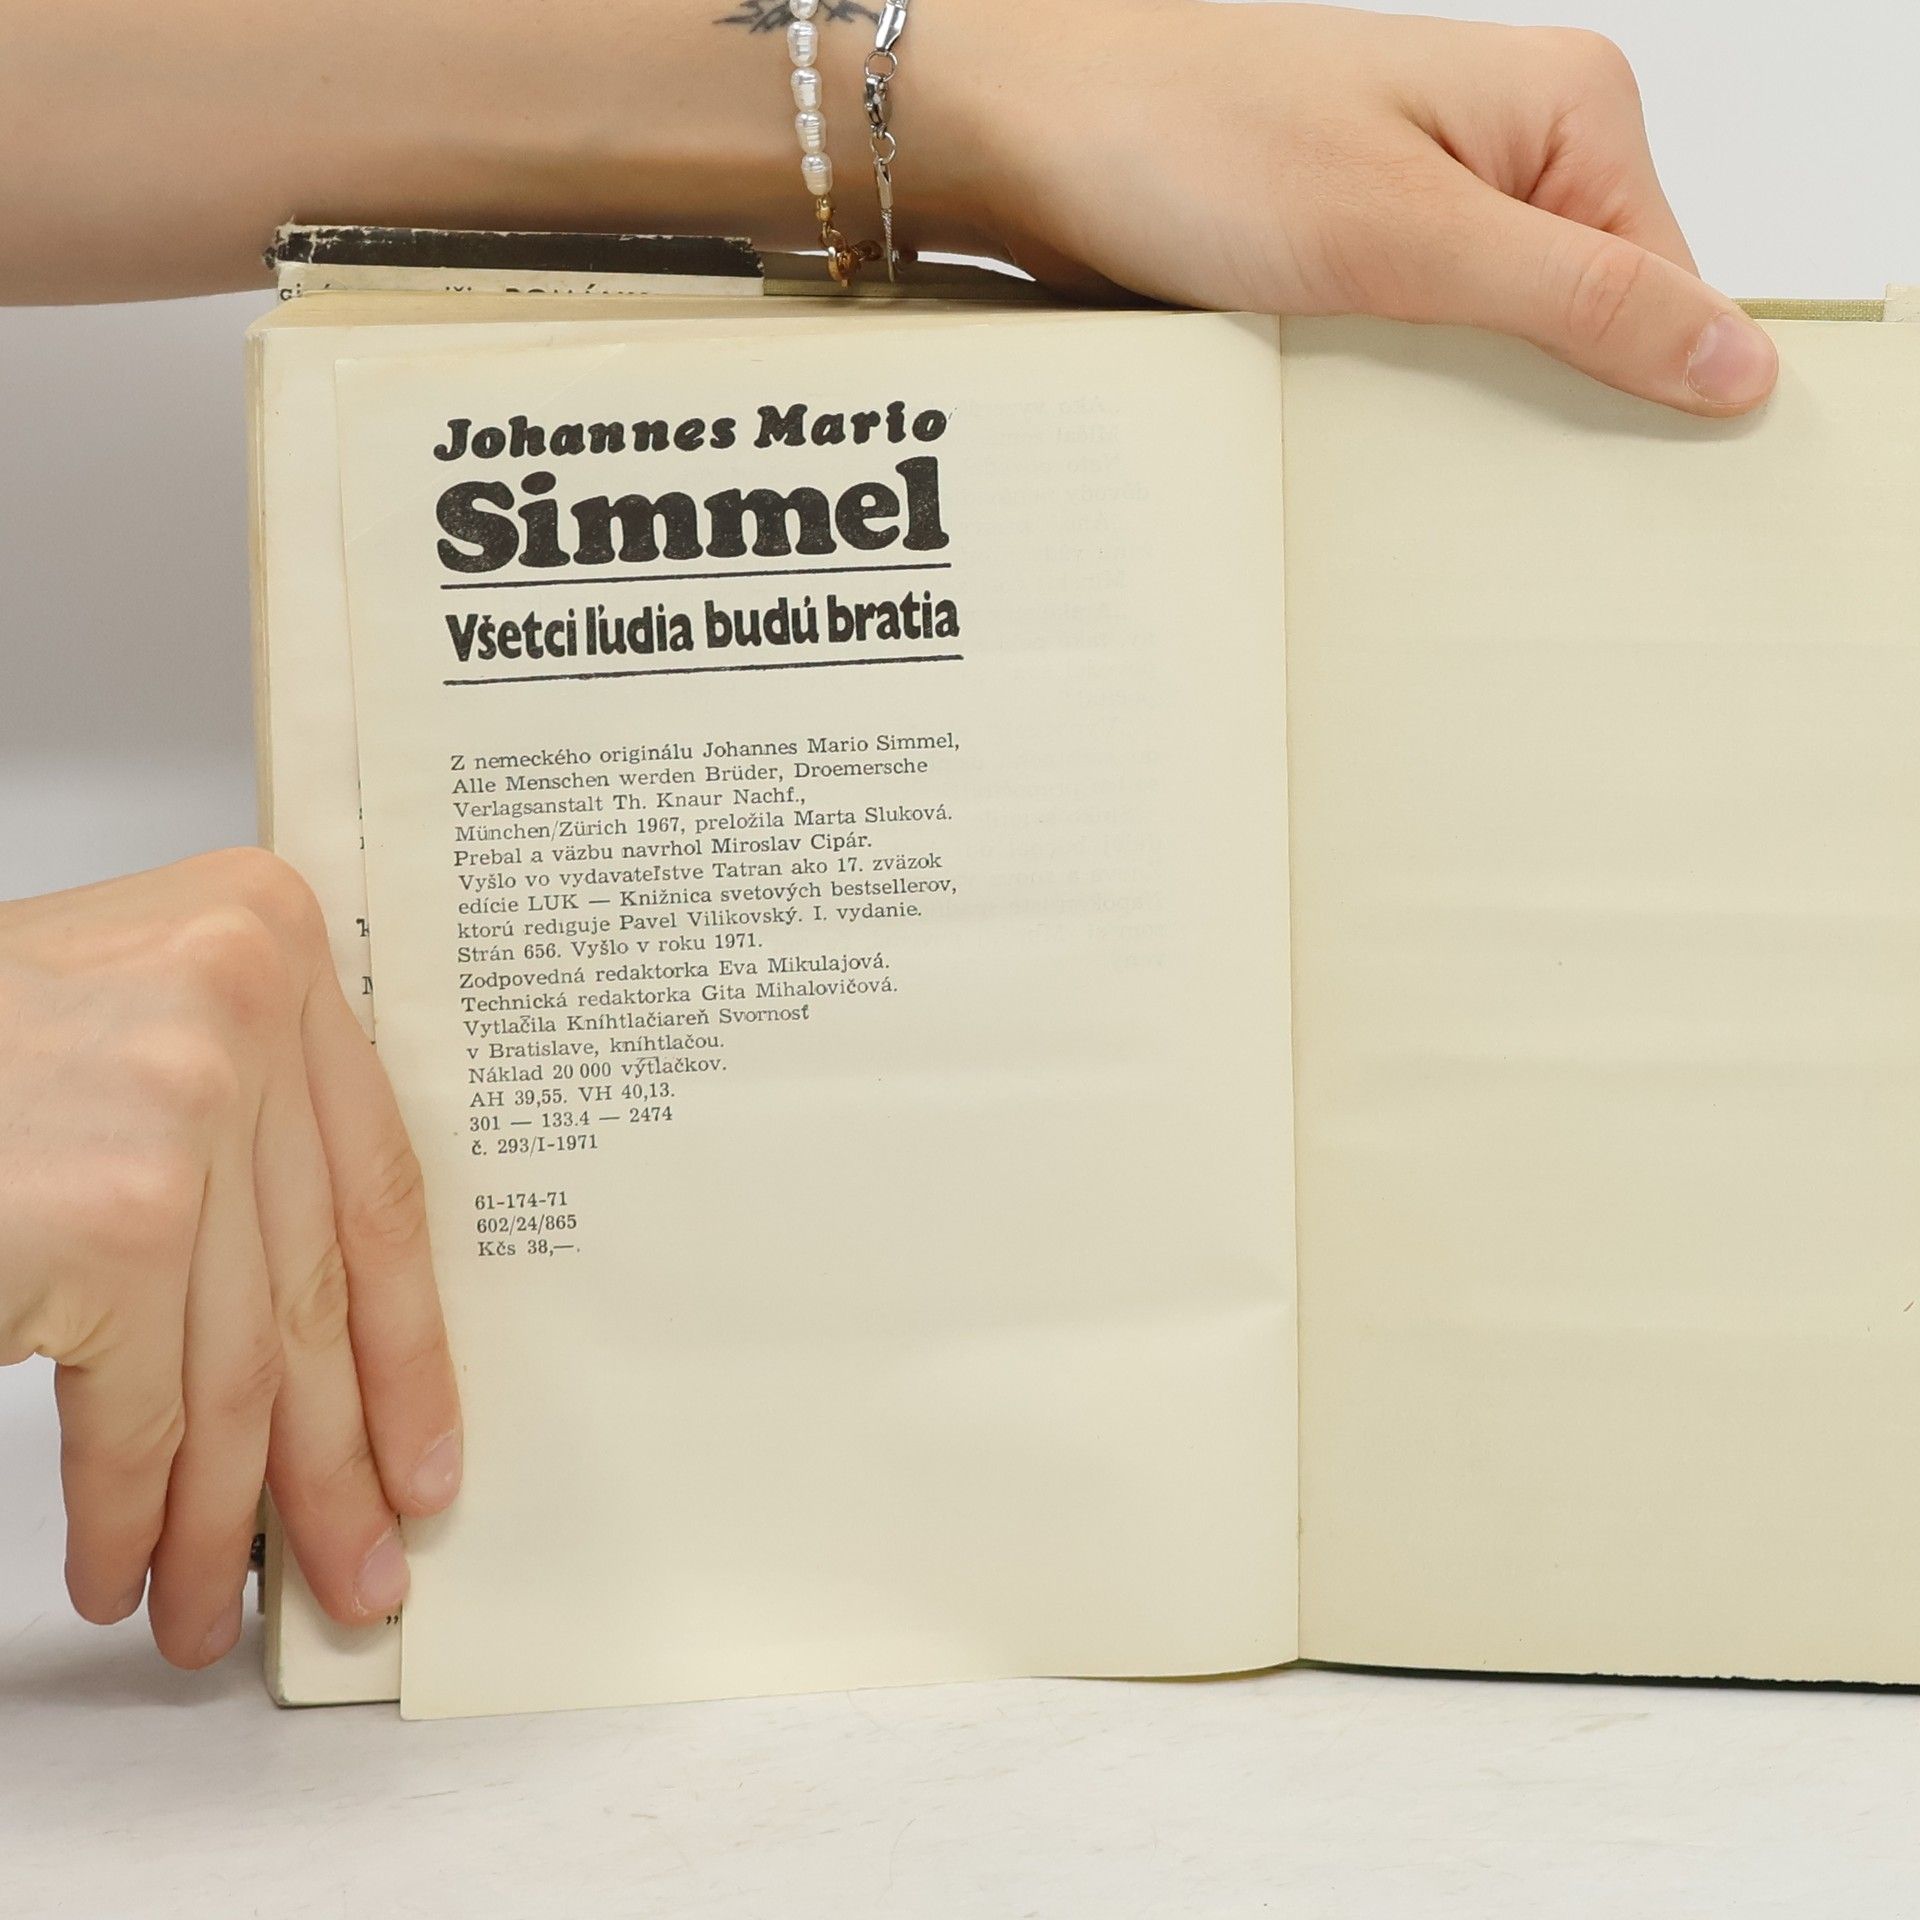 Johannes Mario
Simmel
Všetci ľudia budú bratia
Z nemeckého originálu Johannes Mario Simmel,
Alle Menschen werden Brüder, Droemersche
Verlagsanstalt Th. Knaur Nachf.,
München/Zürich 1967, preložila Marta Sluková.
Prebal a väzbu navrhol Miroslav Cipár.
Vyšlo vo vydavateľstve Tatran ako 17. zväzok
edície LUK — Knižnica svetových bestsellerov,
ktorú rediguje Pavel Vilikovský. I. vydanie.
Strán 656. Vyšlo v roku 1971.
Zodpovedná redaktorka Eva Mikulajová.
Technická redaktorka Gita Mihalovičová.
Vytlačila Kníhtlačiareň Svornosť
v Bratislave, kníhtlačou.
Náklad 20 000 výtlačkov.
AH 39,55. VH 40,13.
301 — 133.4 — 2474
č. 293/I-1971
61-174-71
602/24/865
Kčs 38,—.